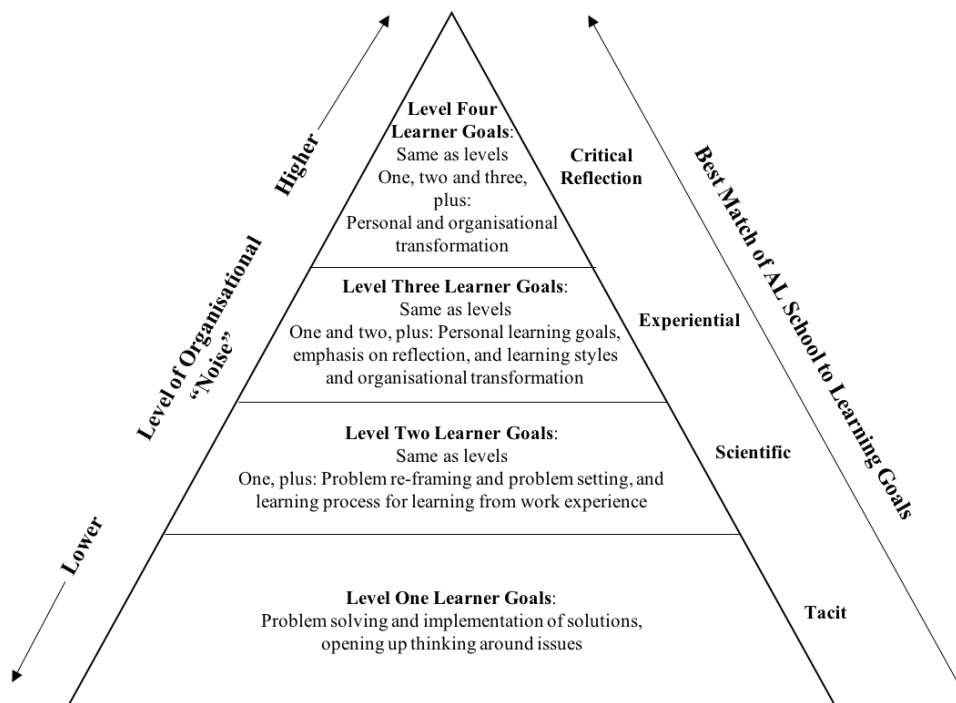 Level Four
Learner Goals:
Same as levels
One, two and three,
plus:
Personal and organisational
transformation
Critical
Reflection
Level Three Learner Goals:
Same as levels
One and two, plus: Personal learning goals,
emphasis on reflection, and learning styles
and organisational transformation
Experiential
Level Two Learner Goals:
Same as levels
One, plus: Problem re-framing and problem setting, and
learning process for learning from work experience
Scientific
Level One Learner Goals:
Problem solving and implementation of solutions,
opening up thinking around issues
Tacit
Higher
Level of Organisational
“Noise”
Lower
Best Match of AL School to Learning Goals